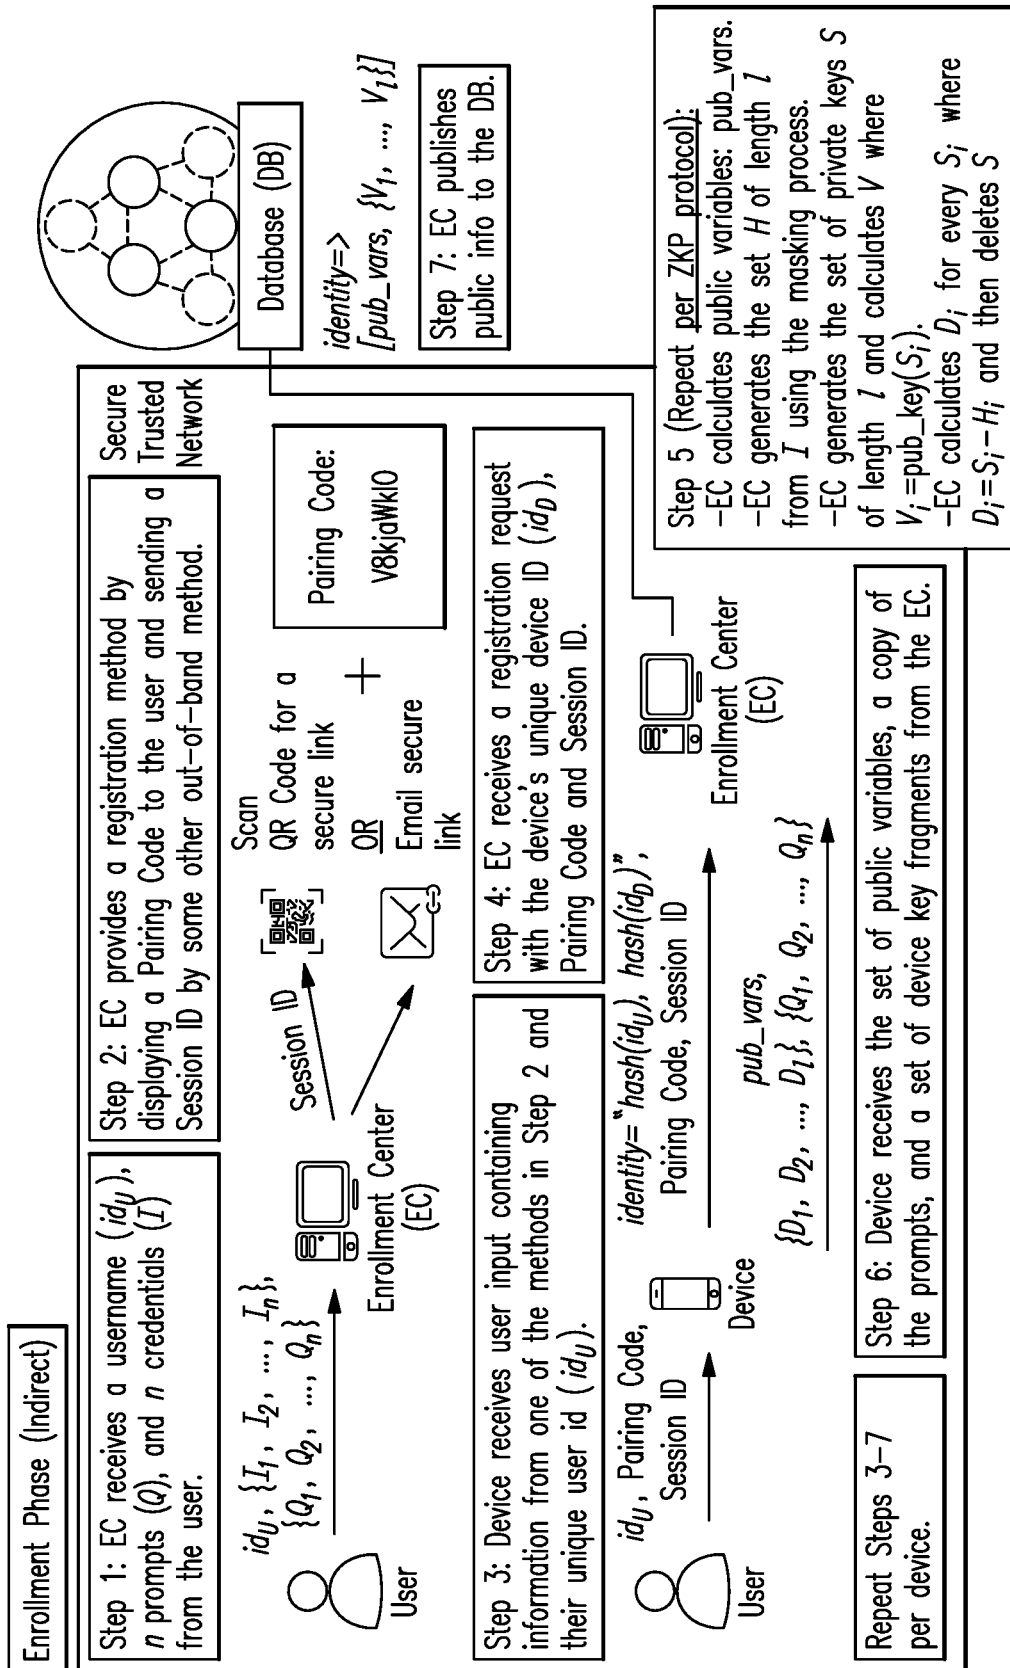 Enrollment Phase (Indirect)
Step 1: EC receives a username (id_U),
n prompts (Q), and n credentials (I)
from the user.
Step 2: EC provides a registration method by
displaying a Pairing Code to the user and sending a
Session ID by some other out-of-band method.
Secure
Trusted
Network
id_U, {I_1, I_2, ..., I_n},
{Q_1, Q_2, ..., Q_n}
User
Enrollment Center
(EC)
Session ID
Scan
QR Code for a
secure link
OR
Email secure
link
+
Pairing Code:
V8kjaWklO
Database (DB)
identity=>
[pub_vars, {V_1, ..., V_l}]
Step 7: EC publishes
public info to the DB.
Step 3: Device receives user input containing
information from one of the methods in Step 2 and
their unique user id (id_U).
Step 4: EC receives a registration request
with the device's unique device ID (id_D),
Pairing Code and Session ID.
id_U, Pairing Code,
Session ID
User
Device
identity="hash(id_U), hash(id_D)",
Pairing Code, Session ID
Enrollment Center
(EC)
pub_vars,
{D_1, D_2, ..., D_l}, {Q_1, Q_2, ..., Q_n}
Step 5 (Repeat per ZKP protocol):
-EC calculates public variables: pub_vars.
-EC generates the set H of length l
from I using the masking process.
-EC generates the set of private keys S
of length l and calculates V where
V_i=pub_key(S_i).
-EC calculates D_i for every S_i where
D_i=S_i-H_i and then deletes S
Repeat Steps 3-7
per device.
Step 6: Device receives the set of public variables, a copy of
the prompts, and a set of device key fragments from the EC.